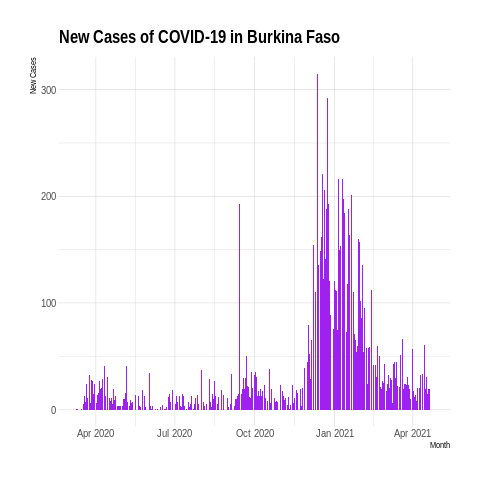 New Cases of COVID-19 in Burkina Faso
New Cases
300
200
100
0
Apr 2020 Jul 2020 Oct 2020 Jan 2021 Apr 2021
Month